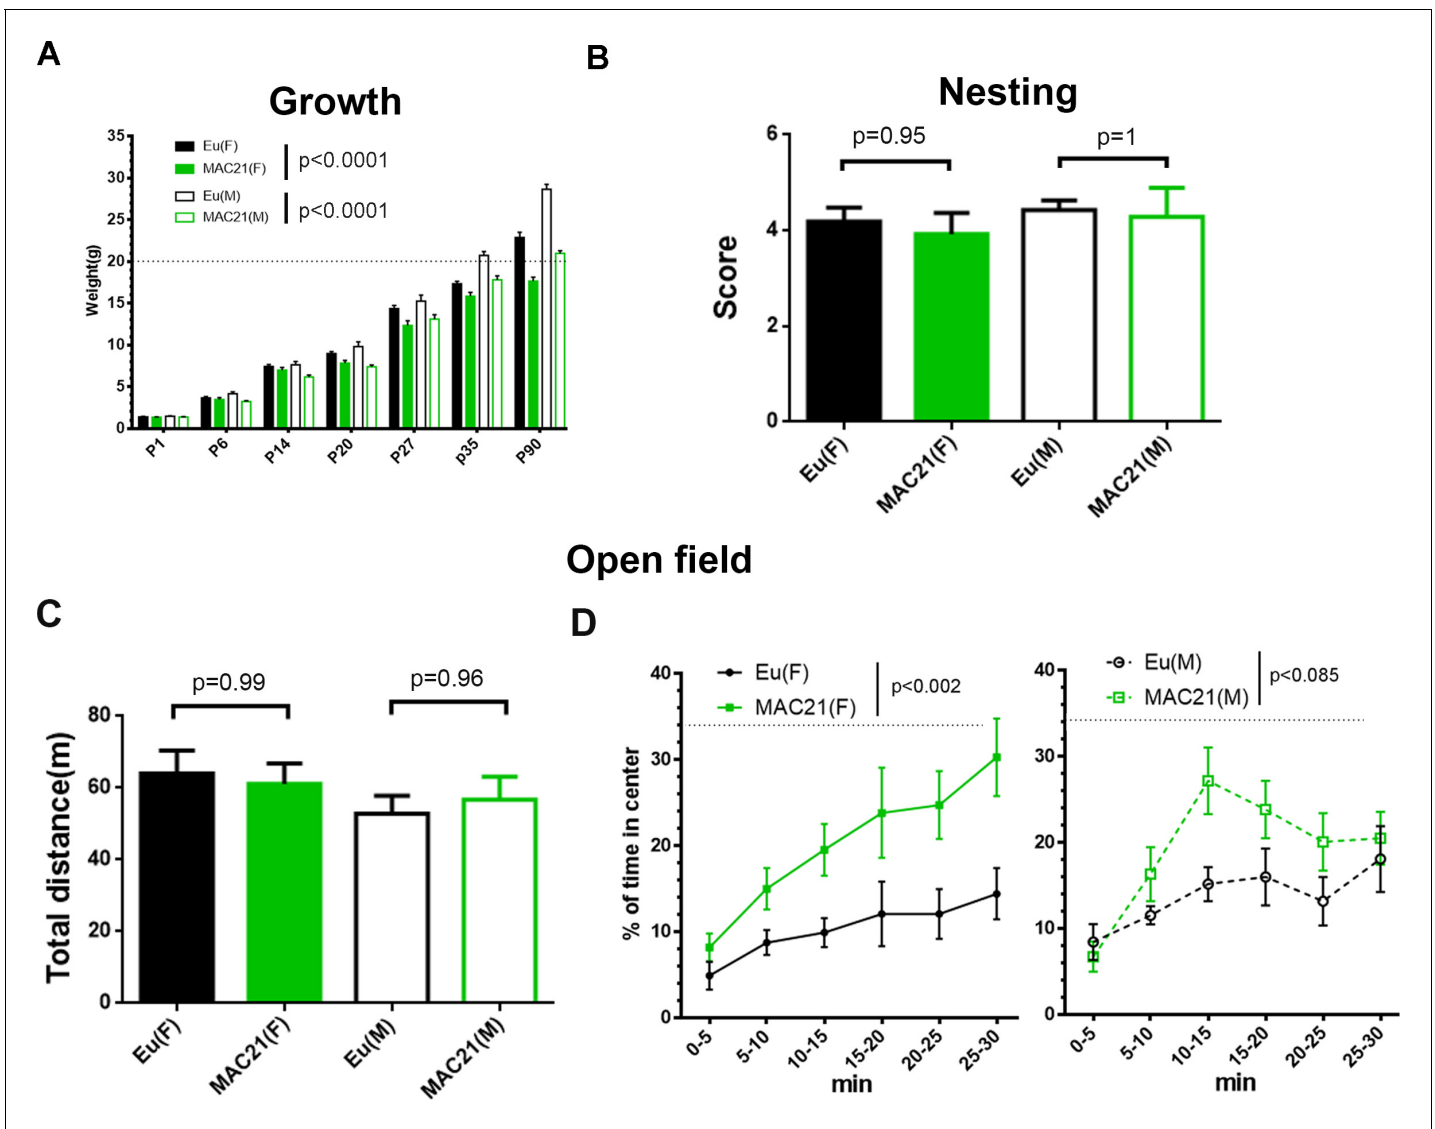 A
Growth
35
30
25
20
15
10
5
0
Weight(g)
Eu(F)
MAC21(F)
p<0.0001
Eu(M)
MAC21(M)
p<0.0001
P1
P6
P14
P20
P27
p35
P90
B
Nesting
6
4
2
0
Score
p=0.95
p=1
Eu(F)
MAC21(F)
Eu(M)
MAC21(M)
Open field
C
80
60
40
20
0
Total distance(m)
p=0.99
p=0.96
Eu(F)
MAC21(F)
Eu(M)
MAC21(M)
D
40
30
20
10
0
% of time in center
Eu(F)
MAC21(F)
p<0.002
0-5
5-10
10-15
15-20
20-25
25-30
min
40
30
20
10
0
Eu(M)
MAC21(M)
p<0.085
0-5
5-10
10-15
15-20
20-25
25-30
min